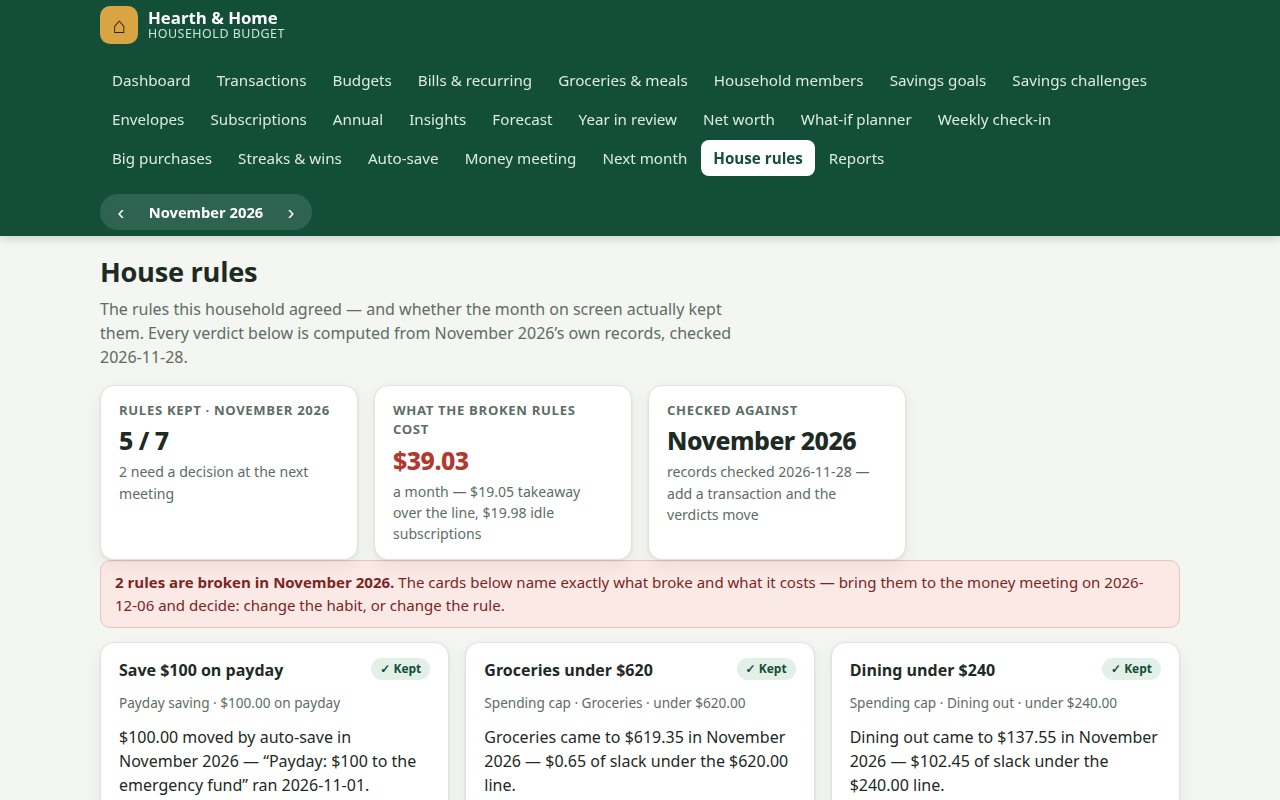 Hearth & Home
HOUSEHOLD BUDGET
Dashboard Transactions Budgets Bills & recurring Groceries & meals Household members Savings goals Savings challenges
Envelopes Subscriptions Annual Insights Forecast Year in review Net worth What-if planner Weekly check-in
Big purchases Streaks & wins Auto-save Money meeting Next month House rules Reports
‹ November 2026 ›
House rules
The rules this household agreed — and whether the month on screen actually kept
them. Every verdict below is computed from November 2026’s own records, checked
2026-11-28.
RULES KEPT · NOVEMBER 2026
5 / 7
2 need a decision at the next
meeting
WHAT THE BROKEN RULES
COST
$39.03
a month — $19.05 takeaway
over the line, $19.98 idle
subscriptions
CHECKED AGAINST
November 2026
records checked 2026-11-28 —
add a transaction and the
verdicts move
2 rules are broken in November 2026. The cards below name exactly what broke and what it costs — bring them to the money meeting on 2026-
12-06 and decide: change the habit, or change the rule.
Save $100 on payday
✓ Kept
Payday saving · $100.00 on payday
$100.00 moved by auto-save in
November 2026 — “Payday: $100 to the
emergency fund” ran 2026-11-01.
Groceries under $620
✓ Kept
Spending cap · Groceries · under $620.00
Groceries came to $619.35 in November
2026 — $0.65 of slack under the $620.00
line.
Dining under $240
✓ Kept
Spending cap · Dining out · under $240.00
Dining out came to $137.55 in November
2026 — $102.45 of slack under the
$240.00 line.